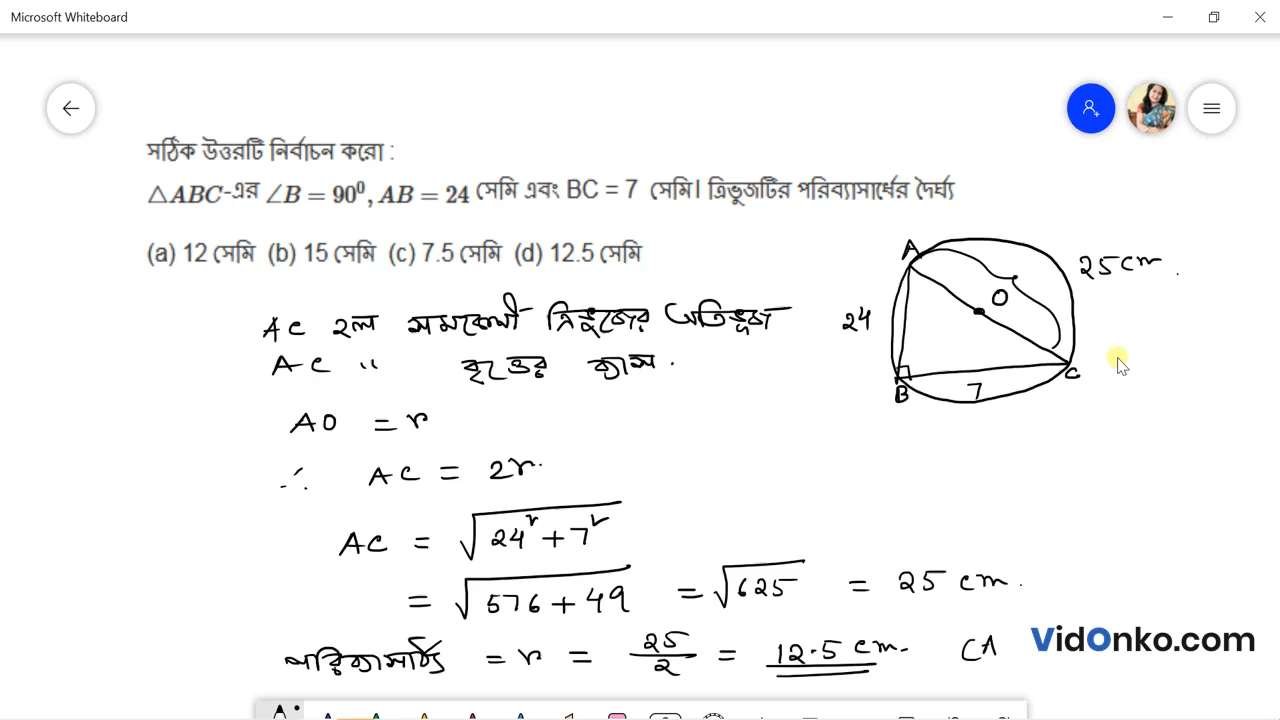 Microsoft Whiteboard
সঠিক উত্তরটি নির্বাচন করো :
△ABC-এর ∠B = 90⁰, AB = 24 সেমি এবং BC = 7 সেমি। ত্রিভুজটির পরিব্যাসার্ধের দৈর্ঘ্য
(a) 12 সেমি (b) 15 সেমি (c) 7.5 সেমি (d) 12.5 সেমি
A
25 cm.
O
24
B
7
C
AC হল সমকোণী ত্রিভুজের অতিভুজ
AC " বৃত্তের ব্যাস.
AO = r
∴ AC = 2r.
AC = √24² + 7²
= √576 + 49 = √625 = 25 cm.
পরিব্যাসার্ধ = r = 25/2 = 12.5 cm.
VidOnko.com